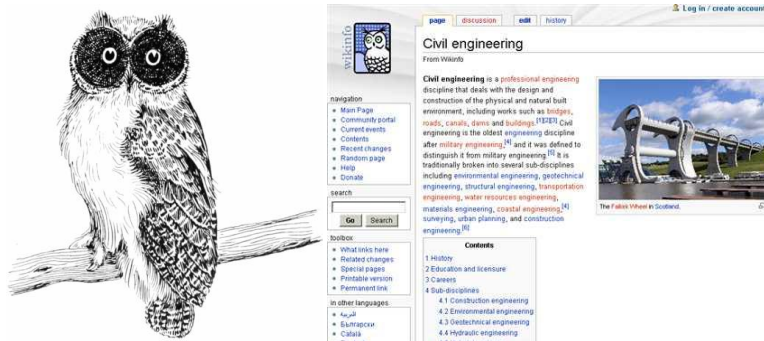 Log in / create account
page discussion edit history
wikinfo
Civil engineering
From Wikinfo
Civil engineering is a professional engineering
discipline that deals with the design and
construction of the physical and natural built
environment, including works such as bridges,
roads, canals, dams and buildings.[1][2][3] Civil
engineering is the oldest engineering discipline
after military engineering,[4] and it was defined to
distinguish it from military engineering.[5] It is
traditionally broken into several sub-disciplines
including environmental engineering, geotechnical
engineering, structural engineering, transportation
engineering, water resources engineering,
materials engineering, coastal engineering,[4]
surveying, urban planning, and construction
engineering.[6]
The Falkirk Wheel in Scotland.
Contents
1 History
2 Education and licensure
3 Careers
4 Sub-disciplines
4.1 Construction engineering
4.2 Environmental engineering
4.3 Geotechnical engineering
4.4 Hydraulic engineering
navigation
Main Page
Community portal
Current events
Contents
Recent changes
Random page
Help
Donate
search
Go Search
toolbox
What links here
Related changes
Special pages
Printable version
Permanent link
in other languages
العربية
Български
Català